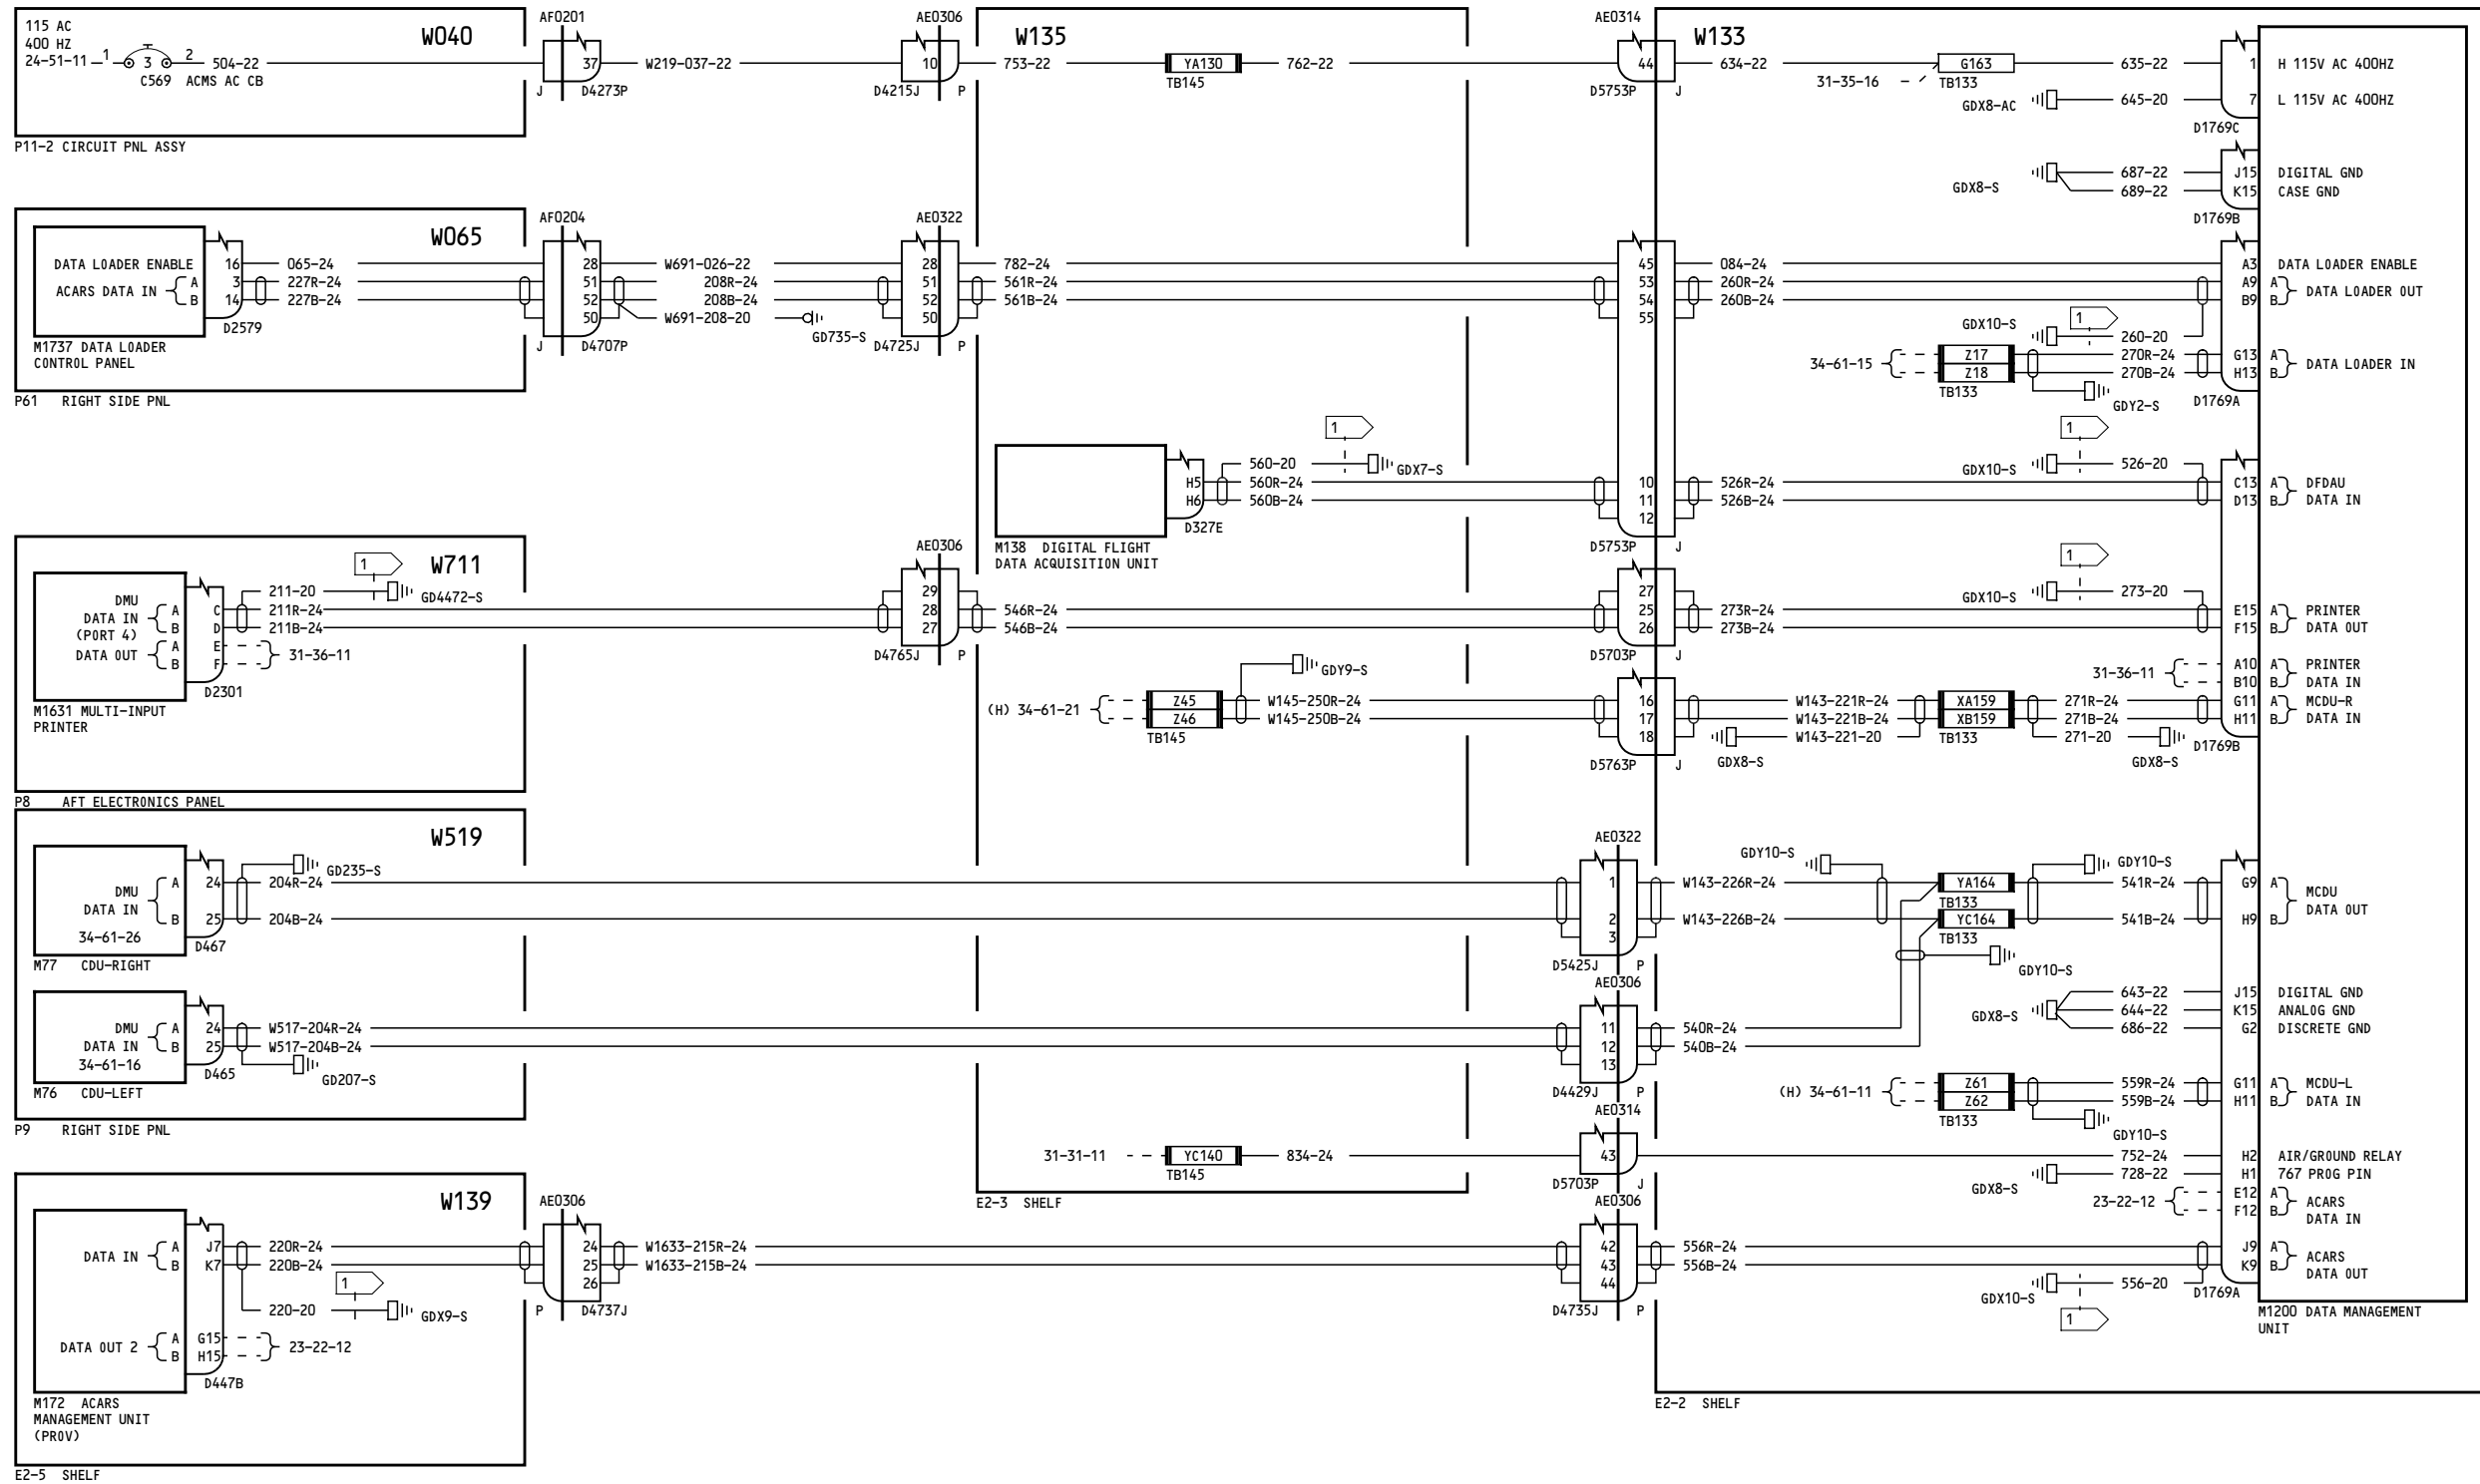 115 AC
400 HZ
24-51-11 1 3 2 504-22
C569 ACMS AC CB
W040
P11-2 CIRCUIT PNL ASSY
AF0201
37 W219-037-22
J D4273P
AE0306
10
D4215J P
W135
753-22 YA130 762-22
TB145
AE0314
44
D5753P J
W133
634-22 G163 635-22 1 H 115V AC 400HZ
31-35-16 TB133
GDX8-AC 645-20 7 L 115V AC 400HZ
D1769C
GDX8-S 687-22 J15 DIGITAL GND
689-22 K15 CASE GND
D1769B
W065
DATA LOADER ENABLE 16 065-24
ACARS DATA IN A 3 227R-24
B 14 227B-24
D2579
M1737 DATA LOADER
CONTROL PANEL
P61 RIGHT SIDE PNL
AF0204
28 W691-026-22
51 208R-24
52 208B-24
50 W691-208-20
GD735-S
J D4707P
AE0322
28 782-24
51 561R-24
52 561B-24
50
D4725J P
45 084-24 A3 DATA LOADER ENABLE
53 260R-24 A9 A DATA LOADER OUT
54 260B-24 B9 B
55
GDX10-S 1 260-20
34-61-15 Z17 270R-24 G13 A DATA LOADER IN
Z18 270B-24 H13 B
TB133 GDY2-S D1769A
H5 560R-24
H6 560B-24
560-20 1 GDX7-S
D327E
M138 DIGITAL FLIGHT
DATA ACQUISITION UNIT
10 526R-24 C13 A DFDAU
11 526B-24 D13 B DATA IN
12
D5753P J
GDX10-S 1 526-20
W711
DMU
DATA IN
(PORT 4)
A C 211R-24
B D 211B-24
211-20 1 GD4472-S
DATA OUT A E
B F 31-36-11
D2301
M1631 MULTI-INPUT
PRINTER
P8 AFT ELECTRONICS PANEL
AE0306
29
28 546R-24
27 546B-24
D4765J P
27
25 273R-24 E15 A PRINTER
26 273B-24 F15 B DATA OUT
D5703P J
GDX10-S 1 273-20
31-36-11 A10 A PRINTER
B10 B DATA IN
(H) 34-61-21 Z45 W145-250R-24
Z46 W145-250B-24
TB145 GDY9-S
16 W143-221R-24 XA159 271R-24 G11 A MCDU-R
17 W143-221B-24 XB159 271B-24 H11 B DATA IN
18 W143-221-20 TB133 271-20
D5763P J GDX8-S GDX8-S D1769B
W519
DMU
DATA IN
A 24 204R-24
B 25 204B-24
GD235-S
34-61-26
D467
M77 CDU-RIGHT
DMU
DATA IN
A 24 W517-204R-24
B 25 W517-204B-24
34-61-16
D465 GD207-S
M76 CDU-LEFT
P9 RIGHT SIDE PNL
AE0322
1 W143-226R-24 YA164 541R-24 G9 A MCDU
TB133
2 W143-226B-24 YC164 541B-24 H9 B DATA OUT
3 TB133
D5425J P
GDY10-S GDY10-S
GDY10-S
AE0306
11 540R-24
12 540B-24
13
D4429J P
GDX8-S 643-22 J15 DIGITAL GND
644-22 K15 ANALOG GND
686-22 G2 DISCRETE GND
(H) 34-61-11 Z61 559R-24 G11 A MCDU-L
Z62 559B-24 H11 B DATA IN
TB133 GDY10-S
AE0314
31-31-11 YC140 834-24 43 752-24 H2 AIR/GROUND RELAY
TB145 D5703P J
GDX8-S 728-22 H1 767 PROG PIN
E2-3 SHELF
23-22-12 E12 A ACARS
F12 B DATA IN
W139
DATA IN A J7 220R-24
B K7 220B-24
1
220-20 GDX9-S
DATA OUT 2 A G15
B H15 23-22-12
D447B
M172 ACARS
MANAGEMENT UNIT
(PROV)
E2-5 SHELF
AE0306
24 W1633-215R-24
25 W1633-215B-24
26
P D4737J
AE0306
42 556R-24 J9 A ACARS
43 556B-24 K9 B DATA OUT
44
D4735J P
GDX10-S 556-20 D1769A
1
M1200 DATA MANAGEMENT
UNIT
E2-2 SHELF